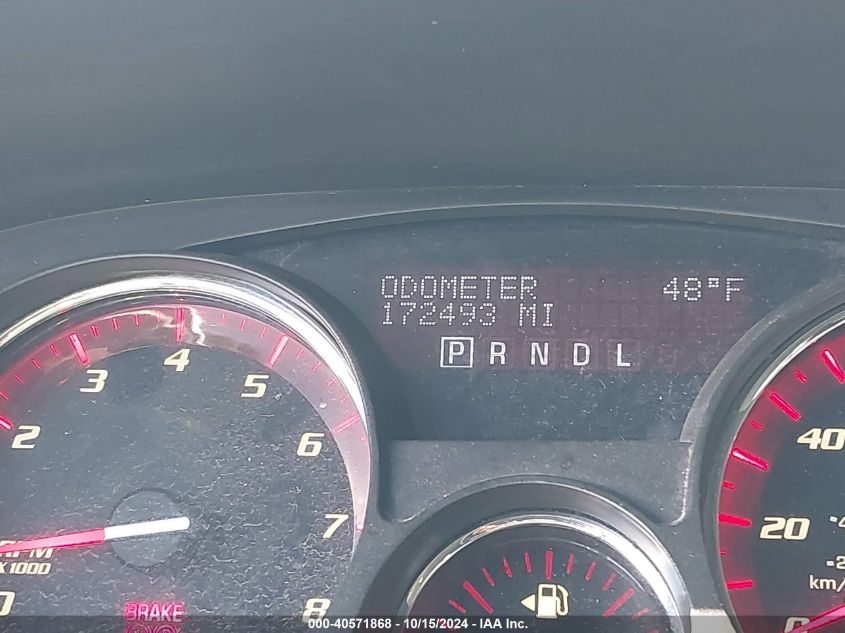 ODOMETER 48°F
172493 MI
P R N D L
2 3 4 5 6 7 8
RPM
X1000
0
BRAKE
40
20
km/
000-40571868 - 10/15/2024 - IAA Inc.